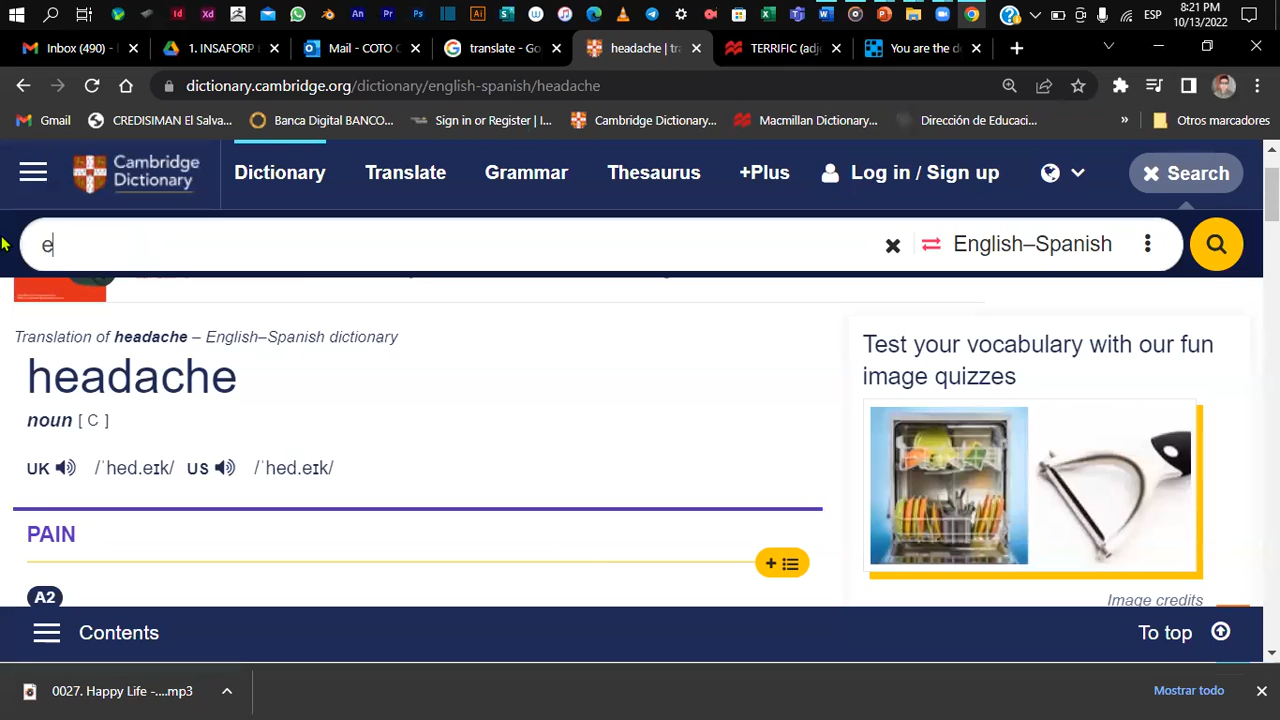 8:21 PM
ESP
10/13/2022
Inbox (490) -
1. INSAFORP
Mail - COTO C
translate - Go
headache | tr
TERRIFIC (adj
You are the d
dictionary.cambridge.org/dictionary/english-spanish/headache
Gmail
CREDISIMAN El Salva...
Banca Digital BANCO...
Sign in or Register | I...
Cambridge Dictionary...
Macmillan Dictionary...
Dirección de Educaci...
»
Otros marcadores
Cambridge
Dictionary
Dictionary
Translate
Grammar
Thesaurus
+Plus
Log in / Sign up
Search
e
English–Spanish
Translation of headache – English–Spanish dictionary
headache
noun [ C ]
UK /ˈhed.eɪk/ US /ˈhed.eɪk/
PAIN
A2
Test your vocabulary with our fun
image quizzes
Image credits
Contents
To top
0027. Happy Life -....mp3
Mostrar todo